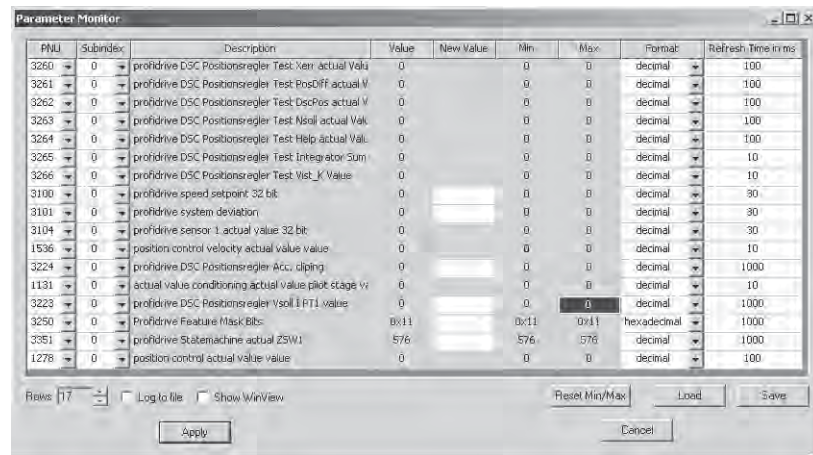 Parameter Monitor
PNU Subindex Description Value New Value Min Max Format Refresh Time in ms
3260 0 profidrive DSC Positionsregler Test Xerr actual Valu 0 0 0 decimal 100
3261 0 profidrive DSC Positionsregler Test PosDiff actual V 0 0 0 decimal 100
3262 0 profidrive DSC Positionsregler Test DscPos actual V 0 0 0 decimal 100
3263 0 profidrive DSC Positionsregler Test Nsoll actual Valu 0 0 0 decimal 100
3264 0 profidrive DSC Positionsregler Test Help actual Valu 0 0 0 decimal 100
3265 0 profidrive DSC Positionsregler Test Integrator Sum 0 0 0 decimal 10
3266 0 profidrive DSC Positionsregler Test Vist_K Value 0 0 0 decimal 10
3100 0 profidrive speed setpoint 32 bit 0 0 0 decimal 30
3101 0 profidrive system deviation 0 0 0 decimal 30
3104 0 profidrive sensor 1 actual value 32 bit 0 0 0 decimal 30
1536 0 position control velocity actual value value 0 0 0 decimal 10
3224 0 profidrive DSC Positionsregler Acc. cliping 0 0 0 decimal 1000
1131 0 actual value conditioning actual value pilot stage va 0 0 0 decimal 10
3223 0 profidrive DSC Positionsregler Vsoll I PT1 value 0 0 0 decimal 1000
3250 0 Profidrive Feature Mask Bits 0x11 0x11 0x11 hexadecimal 1000
3351 0 profidrive Statemachine actual ZSW1 576 576 576 decimal 1000
1278 0 position control actual value value 0 0 0 decimal 100
Rows 17 Log to file Show WinView Reset Min/Max Load Save
Apply Cancel